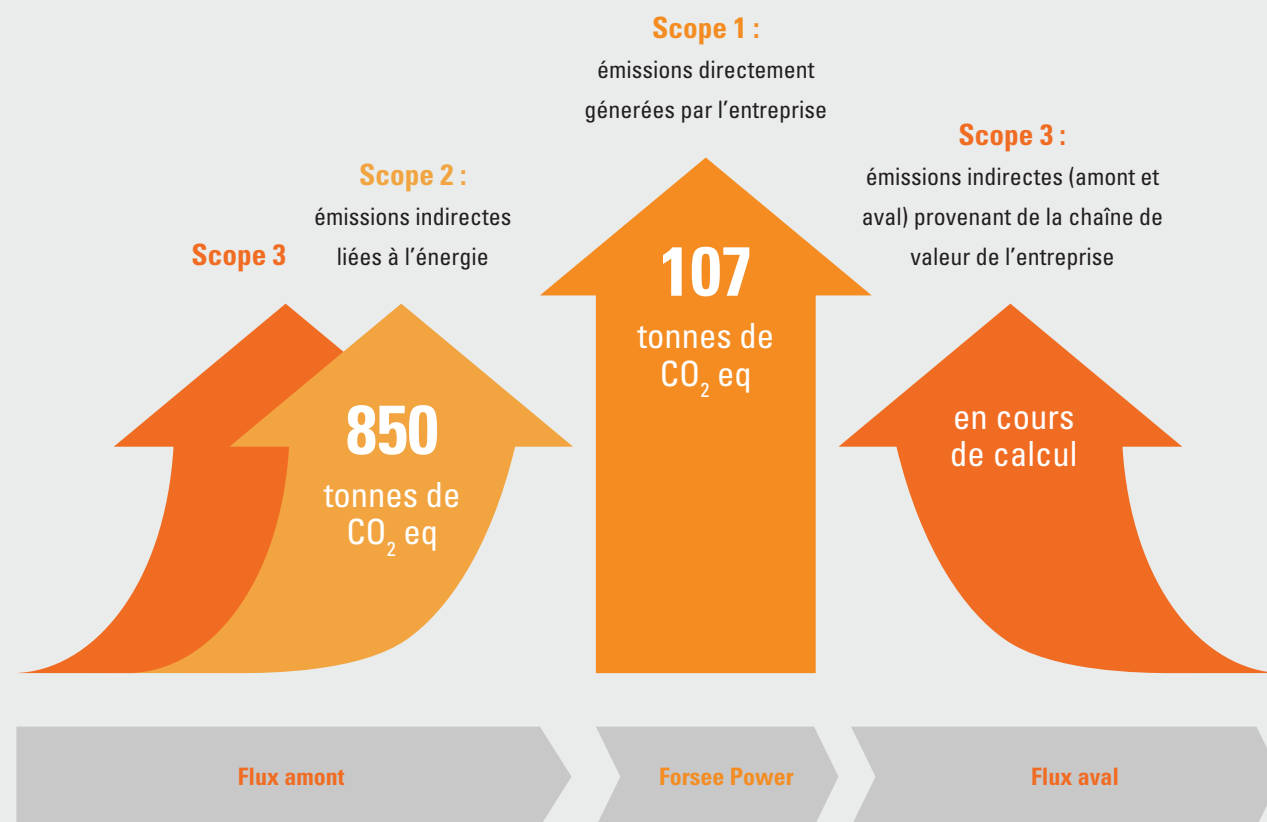 Scope 1 :
émissions directement
génerées par l'entreprise
Scope 3 :
émissions indirectes (amont et
aval) provenant de la chaîne de
valeur de l'entreprise
Scope 2 :
émissions indirectes
liées à l'énergie
Scope 3
107
tonnes de
CO₂ eq
850
tonnes de
CO₂ eq
en cours
de calcul
Flux amont
Forsee Power
Flux aval